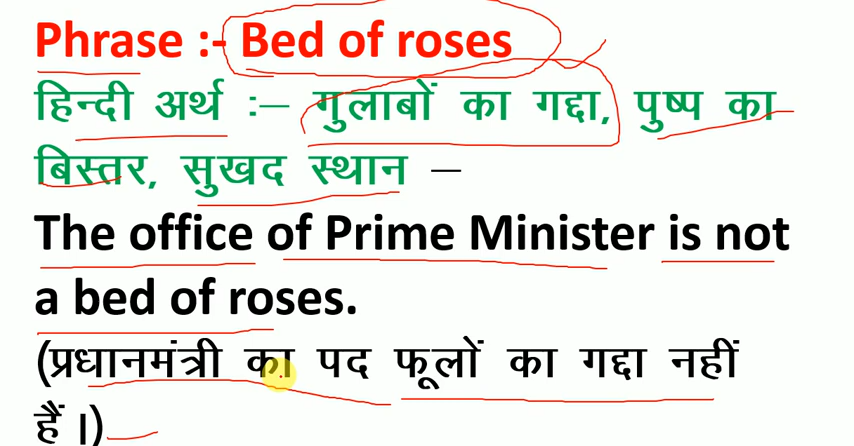 Phrase :- Bed of roses
हिन्दी अर्थ :– गुलाबों का गद्दा, पुष्प का
बिस्तर, सुखद स्थान –
The office of Prime Minister is not
a bed of roses.
(प्रधानमंत्री का पद फूलों का गद्दा नहीं
हैं ।)